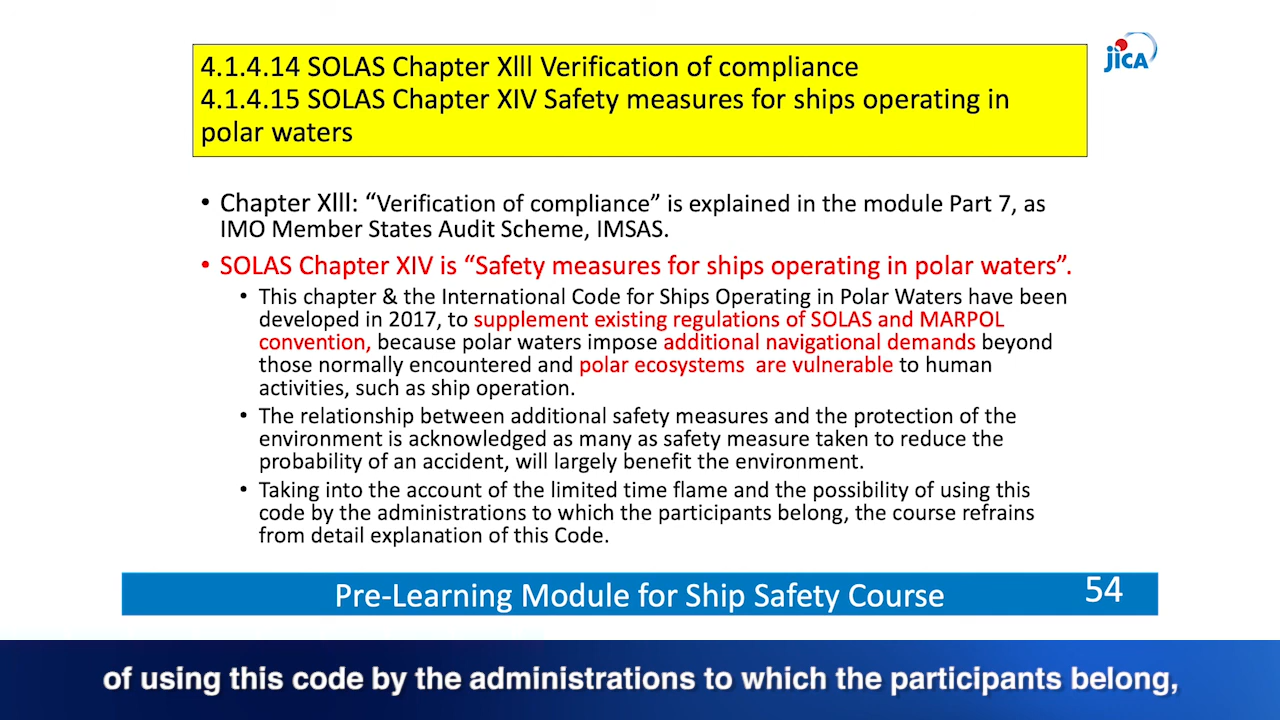 4.1.4.14 SOLAS Chapter Xlll Verification of compliance
4.1.4.15 SOLAS Chapter XIV Safety measures for ships operating in
polar waters
jICA
• Chapter Xlll: “Verification of compliance” is explained in the module Part 7, as
IMO Member States Audit Scheme, IMSAS.
• SOLAS Chapter XIV is “Safety measures for ships operating in polar waters”.
• This chapter & the International Code for Ships Operating in Polar Waters have been
developed in 2017, to supplement existing regulations of SOLAS and MARPOL
convention, because polar waters impose additional navigational demands beyond
those normally encountered and polar ecosystems are vulnerable to human
activities, such as ship operation.
• The relationship between additional safety measures and the protection of the
environment is acknowledged as many as safety measure taken to reduce the
probability of an accident, will largely benefit the environment.
• Taking into the account of the limited time flame and the possibility of using this
code by the administrations to which the participants belong, the course refrains
from detail explanation of this Code.
Pre-Learning Module for Ship Safety Course 54
of using this code by the administrations to which the participants belong,